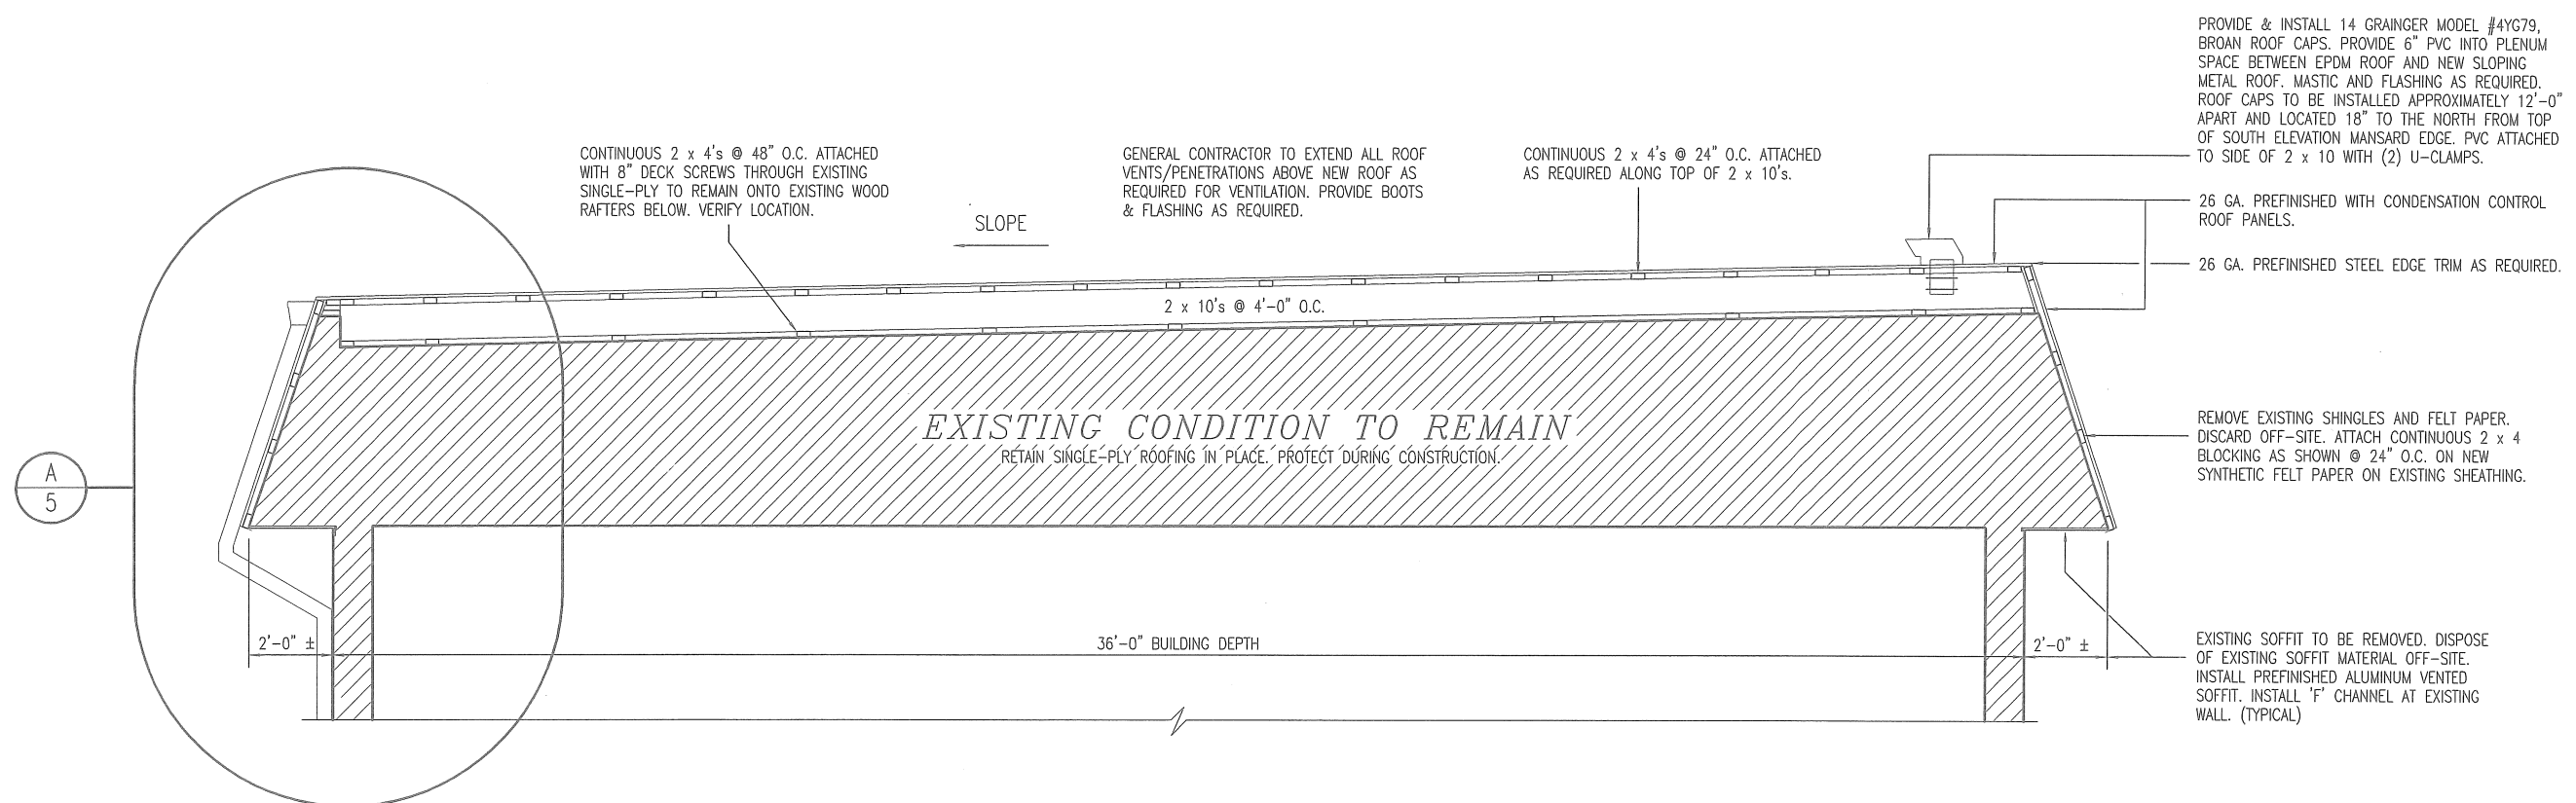 PROVIDE & INSTALL 14 GRAINGER MODEL #4YG79,
BROAN ROOF CAPS. PROVIDE 6" PVC INTO PLENUM
SPACE BETWEEN EPDM ROOF AND NEW SLOPING
METAL ROOF. MASTIC AND FLASHING AS REQUIRED.
ROOF CAPS TO BE INSTALLED APPROXIMATELY 12'-0"
APART AND LOCATED 18" TO THE NORTH FROM TOP
OF SOUTH ELEVATION MANSARD EDGE. PVC ATTACHED
TO SIDE OF 2 x 10 WITH (2) U-CLAMPS.
CONTINUOUS 2 x 4's @ 48" O.C. ATTACHED
WITH 8" DECK SCREWS THROUGH EXISTING
SINGLE-PLY TO REMAIN ONTO EXISTING WOOD
RAFTERS BELOW. VERIFY LOCATION.
SLOPE
GENERAL CONTRACTOR TO EXTEND ALL ROOF
VENTS/PENETRATIONS ABOVE NEW ROOF AS
REQUIRED FOR VENTILATION. PROVIDE BOOTS
& FLASHING AS REQUIRED.
CONTINUOUS 2 x 4's @ 24" O.C. ATTACHED
AS REQUIRED ALONG TOP OF 2 x 10's.
26 GA. PREFINISHED WITH CONDENSATION CONTROL
ROOF PANELS.
26 GA. PREFINISHED STEEL EDGE TRIM AS REQUIRED.
2 x 10's @ 4'-0" O.C.
EXISTING CONDITION TO REMAIN
RETAIN SINGLE-PLY ROOFING IN PLACE. PROTECT DURING CONSTRUCTION.
REMOVE EXISTING SHINGLES AND FELT PAPER.
DISCARD OFF-SITE. ATTACH CONTINUOUS 2 x 4
BLOCKING AS SHOWN @ 24" O.C. ON NEW
SYNTHETIC FELT PAPER ON EXISTING SHEATHING.
A
5
2'-0" ±
36'-0" BUILDING DEPTH
2'-0" ±
EXISTING SOFFIT TO BE REMOVED. DISPOSE
OF EXISTING SOFFIT MATERIAL OFF-SITE.
INSTALL PREFINISHED ALUMINUM VENTED
SOFFIT. INSTALL 'F' CHANNEL AT EXISTING
WALL. (TYPICAL)